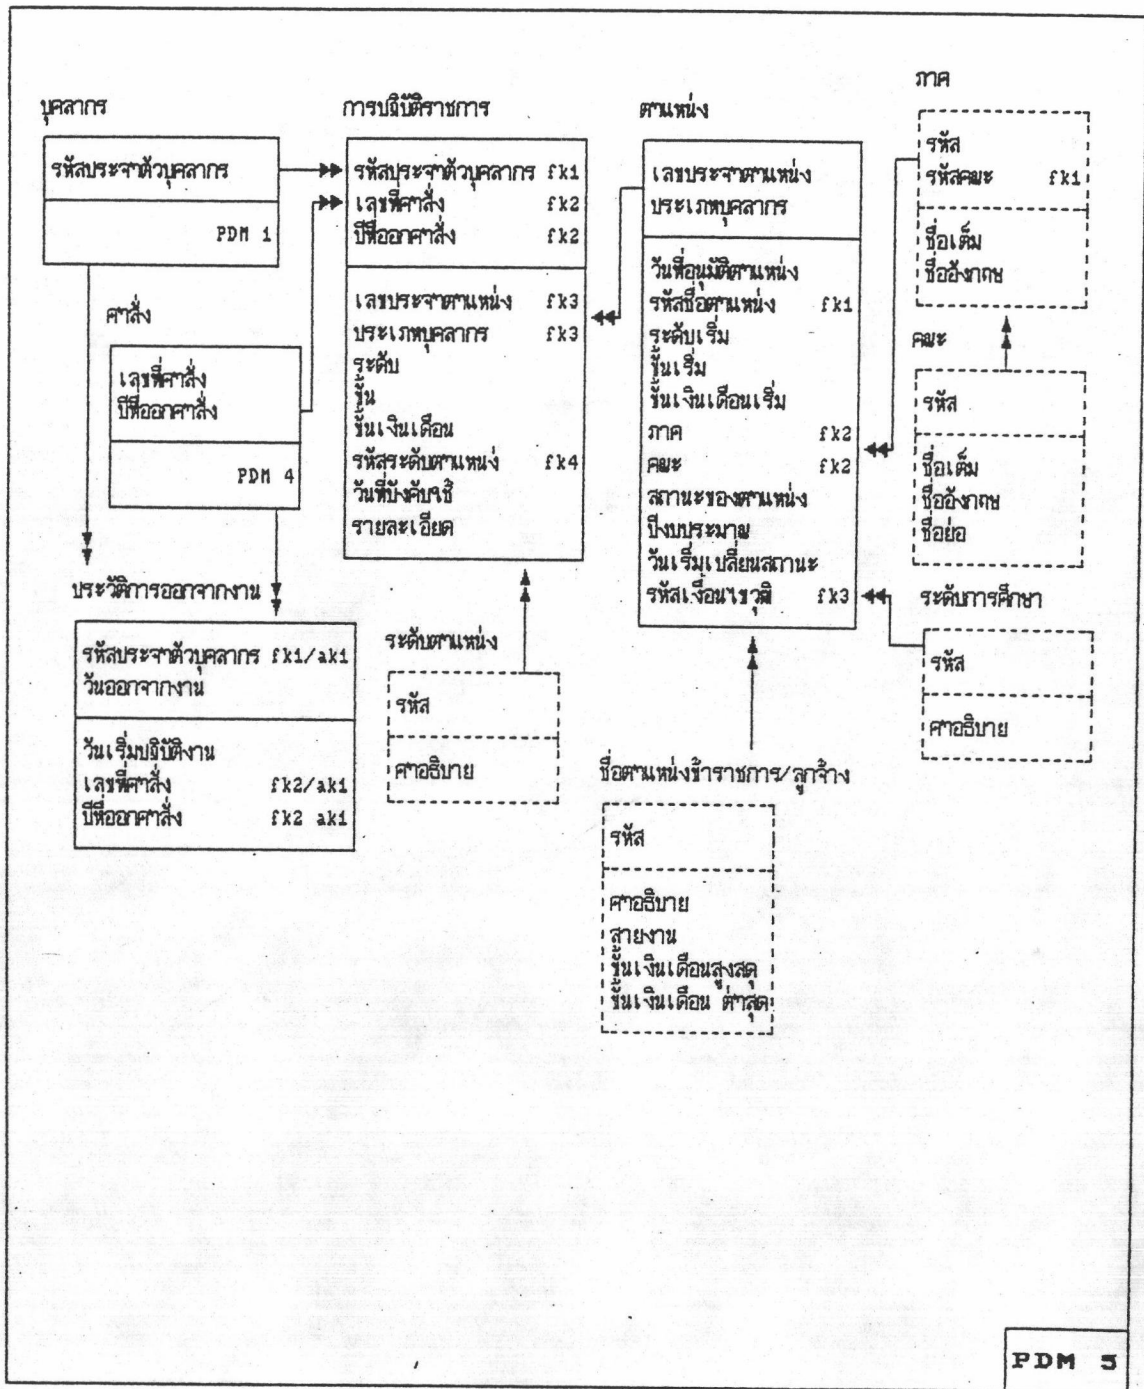 บุคลากร
รหัสประจำตัวบุคลากร
PDM 1
คำสั่ง
เลขที่คำสั่ง
ปีที่ออกคำสั่ง
PDM 4
ประวัติการออกจากงาน
รหัสประจำตัวบุคลากร fk1/ak1
วันออกจากงาน
วันเริ่มปฏิบัติงาน
เลขที่คำสั่ง fk2/ak1
ปีที่ออกคำสั่ง fk2 ak1
การปฏิบัติราชการ
รหัสประจำตัวบุคลากร fk1
เลขที่คำสั่ง fk2
ปีที่ออกคำสั่ง fk2
เลขประจำตำแหน่ง fk3
ประเภทบุคลากร fk3
ระดับ
ขั้น
ขั้นเงินเดือน
รหัสระดับตำแหน่ง fk4
วันที่บังคับใช้
รายละเอียด
ระดับตำแหน่ง
รหัส
คำอธิบาย
ตำแหน่ง
เลขประจำตำแหน่ง
ประเภทบุคลากร
วันที่อนุมัติตำแหน่ง
รหัสชื่อตำแหน่ง fk1
ระดับเริ่ม
ขั้นเริ่ม
ขั้นเงินเดือนเริ่ม
ภาค fk2
คณะ fk2
สถานะของตำแหน่ง
ปีงบประมาณ
วันเริ่มเปลี่ยนสถานะ
รหัสเงื่อนไขวุฒิ fk3
ชื่อตำแหน่งข้าราชการ/ลูกจ้าง
รหัส
คำอธิบาย
สายงาน
ขั้นเงินเดือนสูงสุด
ขั้นเงินเดือน ต่ำสุด
ภาค
รหัส
รหัสคณะ fk1
ชื่อเต็ม
ชื่ออังกฤษ
คณะ
รหัส
ชื่อเต็ม
ชื่ออังกฤษ
ชื่อย่อ
ระดับการศึกษา
รหัส
คำอธิบาย
PDM 5